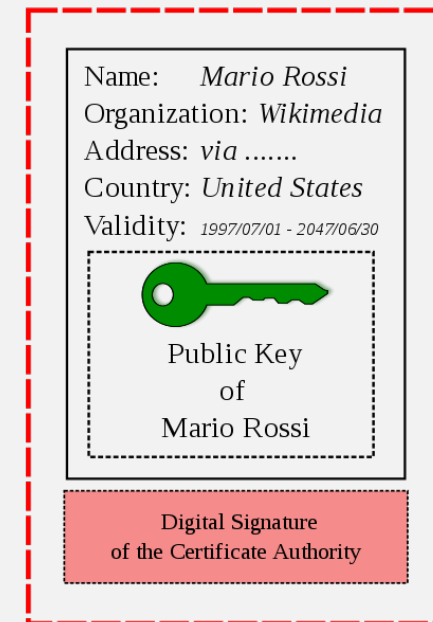 Name: Mario Rossi
Organization: Wikimedia
Address: via .......
Country: United States
Validity: 1997/07/01 - 2047/06/30
Public Key
of
Mario Rossi
Digital Signature
of the Certificate Authority